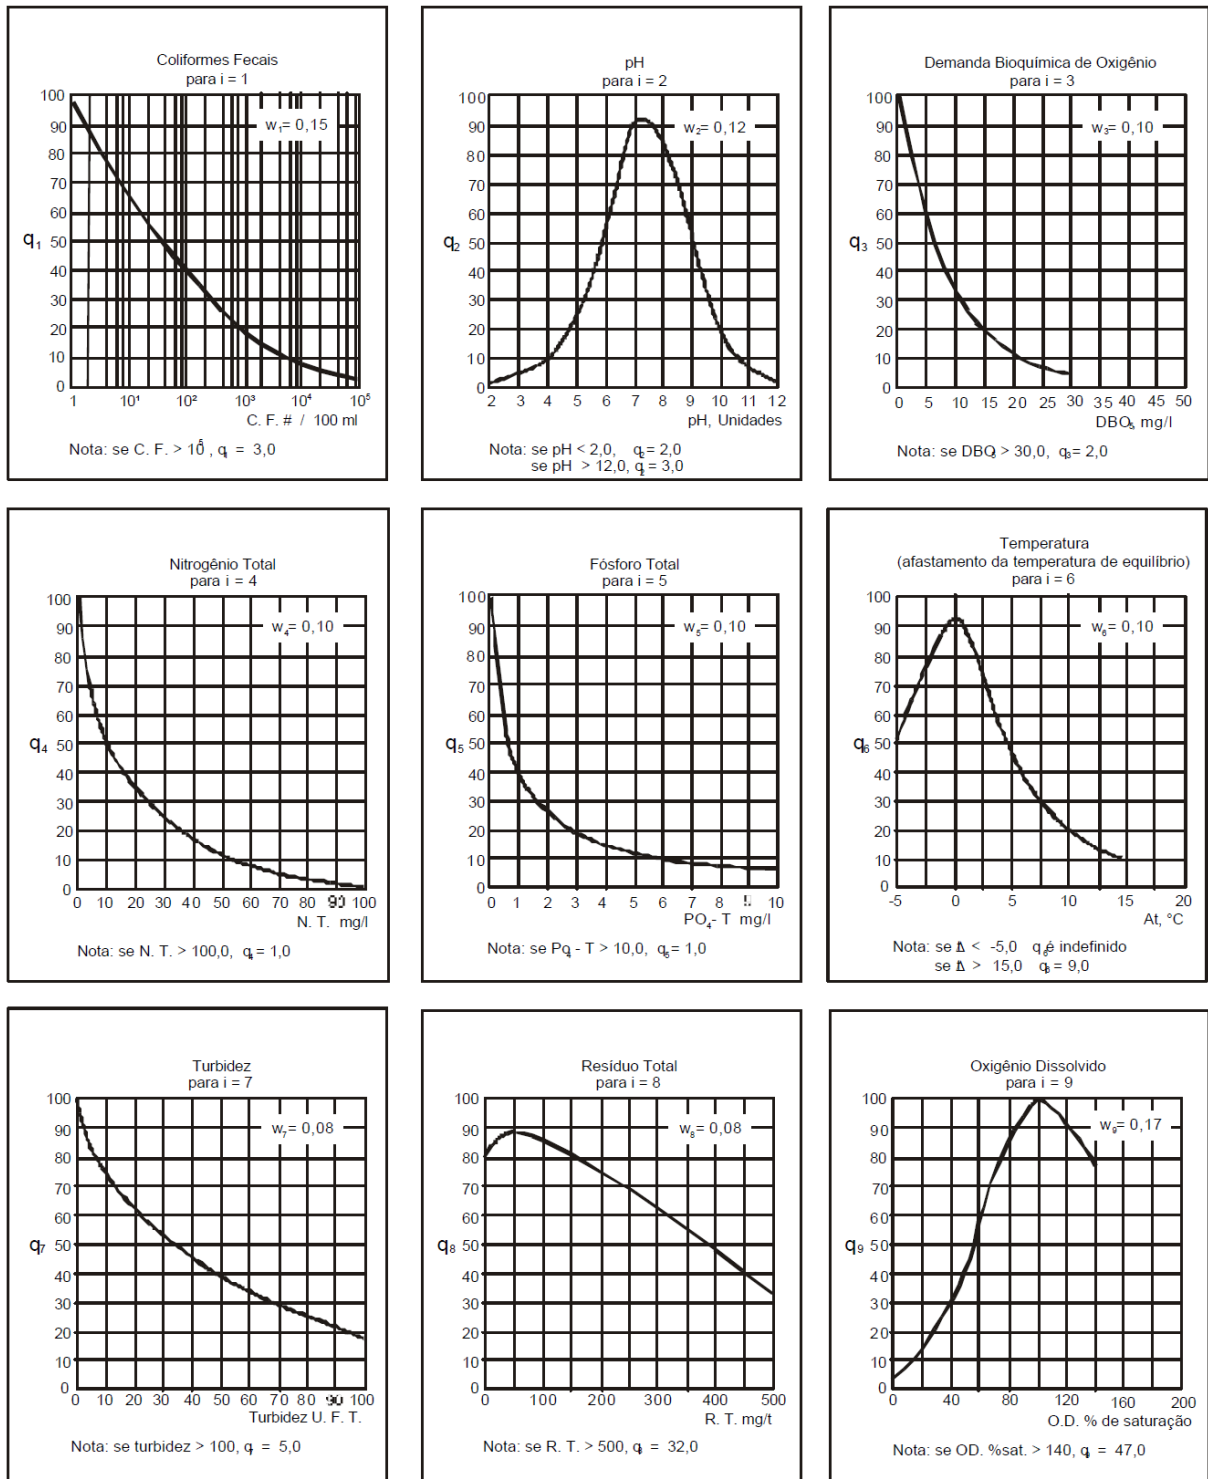 Coliformes Fecais
para i = 1
w₁= 0,15
100
90
80
70
60
50
40
30
20
10
0
q₁
1 10¹ 10² 10³ 10⁴ 10⁵
C. F. # / 100 ml
Nota: se C. F. > 10⁵, q₁ = 3,0
pH
para i = 2
w₂= 0,12
100
90
80
70
60
50
40
30
20
10
0
q₂
2 3 4 5 6 7 8 9 10 11 12
pH, Unidades
Nota: se pH < 2,0, q₂= 2,0
se pH > 12,0, q₂= 3,0
Demanda Bioquímica de Oxigênio
para i = 3
w₃= 0,10
100
90
80
70
60
50
40
30
20
10
0
q₃
0 5 10 15 20 25 30 35 40 45 50
DBO₅, mg/l
Nota: se DBO₅ > 30,0, q₃= 2,0
Nitrogênio Total
para i = 4
w₄= 0,10
100
90
80
70
60
50
40
30
20
10
0
q₄
0 10 20 30 40 50 60 70 80 90 100
N. T. mg/l
Nota: se N. T. > 100,0, q₄= 1,0
Fósforo Total
para i = 5
w₅= 0,10
100
90
80
70
60
50
40
30
20
10
0
q₅
0 1 2 3 4 5 6 7 8 10
PO₄- T mg/l
Nota: se Po₄ - T > 10,0, q₅= 1,0
Temperatura
(afastamento da temperatura de equilíbrio)
para i = 6
w₆= 0,10
100
90
80
70
60
50
40
30
20
10
0
q₆
-5 0 5 10 15 20
At, °C
Nota: se Δt < -5,0 q₆é indefinido
se Δt > 15,0 q₆= 9,0
Turbidez
para i = 7
w₇= 0,08
100
90
80
70
60
50
40
30
20
10
0
q₇
0 10 20 30 40 50 60 70 80 90 100
Turbidez U. F. T.
Nota: se turbidez > 100, q₇ = 5,0
Resíduo Total
para i = 8
w₈= 0,08
100
90
80
70
60
50
40
30
20
10
0
q₈
0 100 200 300 400 500
R. T. mg/t
Nota: se R. T. > 500, q₈ = 32,0
Oxigênio Dissolvido
para i = 9
w₉= 0,17
100
90
80
70
60
50
40
30
20
10
0
q₉
0 40 80 120 160 200
O.D. % de saturação
Nota: se OD. %sat. > 140, q₉ = 47,0